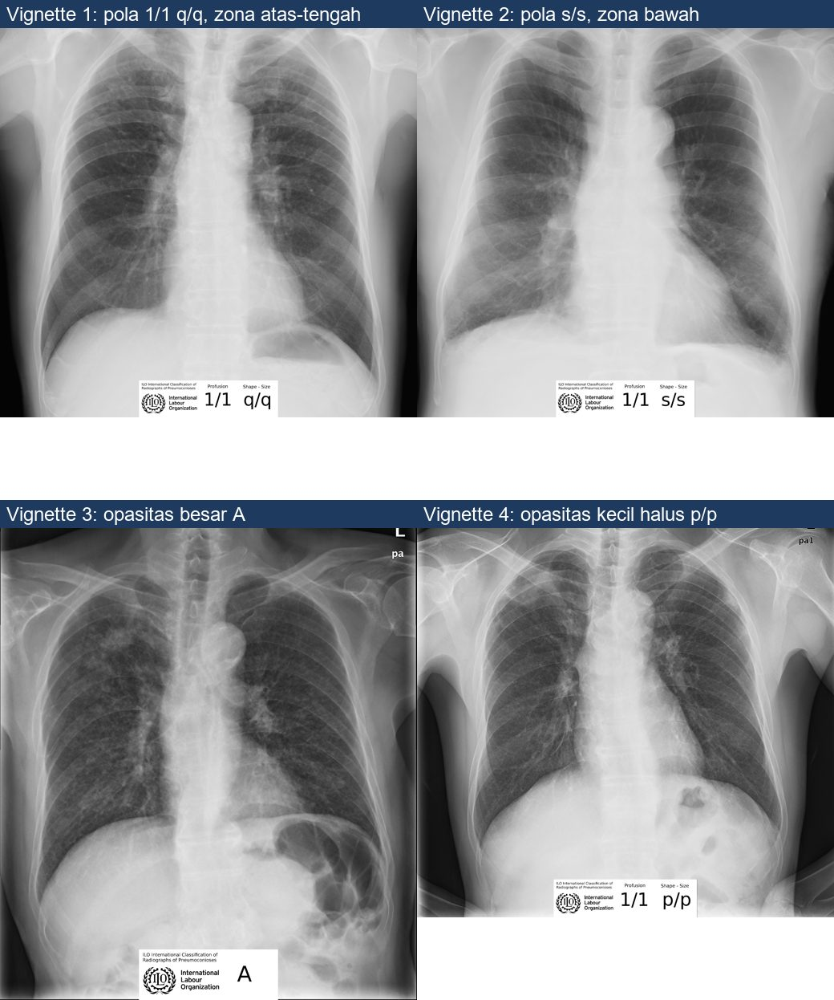 Vignette 1: pola 1/1 q/q, zona atas-tengah
Vignette 2: pola s/s, zona bawah
ILO International Classification of
Radiographs of Pneumoconioses
Profusion
Shape - Size
International
Labour
Organization
1/1
q/q
ILO International Classification of
Radiographs of Pneumoconioses
Profusion
Shape - Size
International
Labour
Organization
1/1
s/s
Vignette 3: opasitas besar A
Vignette 4: opasitas kecil halus p/p
L
pa
pa1
ILO International Classification of
Radiographs of Pneumoconioses
Profusion
Shape - Size
International
Labour
Organization
1/1
p/p
ILO International Classification of
Radiographs of Pneumoconioses
International
Labour
Organization
A